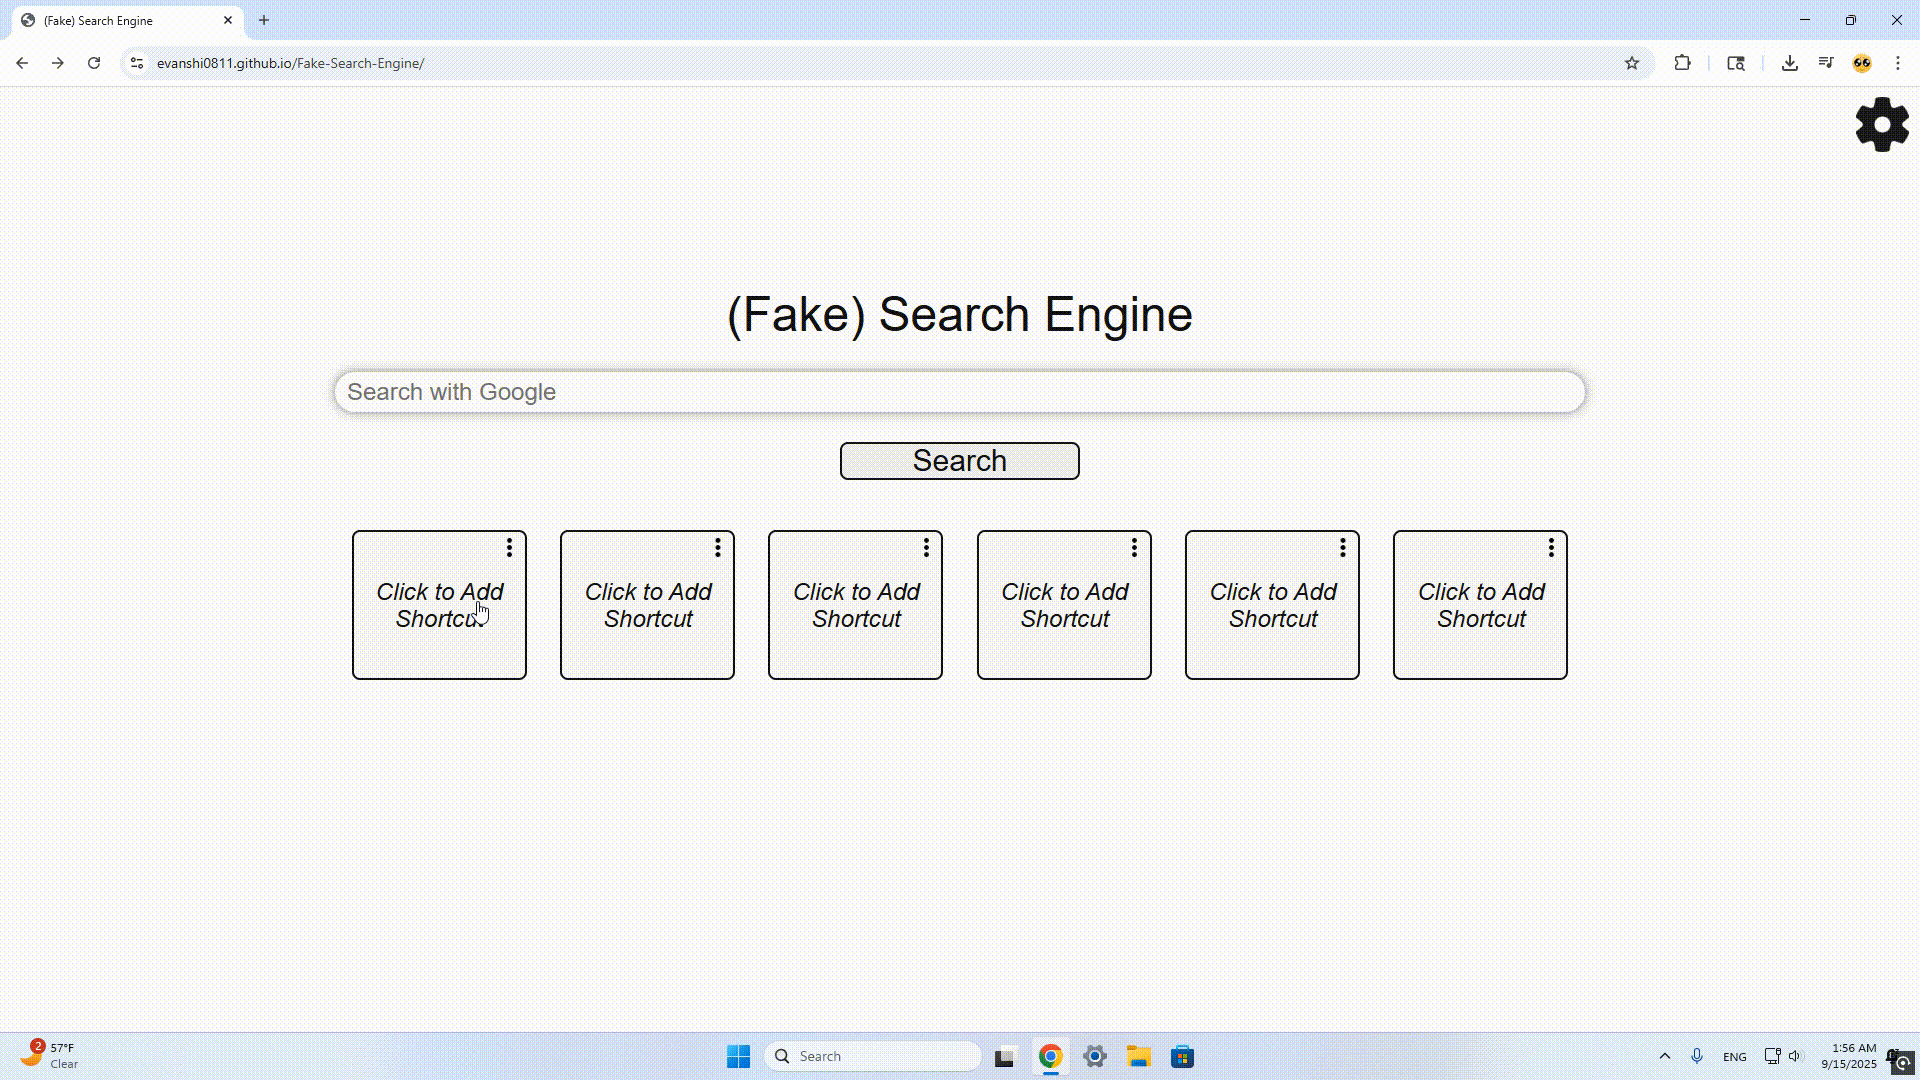 (Fake) Search Engine
evanshi0811.github.io/Fake-Search-Engine/
(Fake) Search Engine
Search with Google
Search
Click to Add
Shortcut
Click to Add
Shortcut
Click to Add
Shortcut
Click to Add
Shortcut
Click to Add
Shortcut
Click to Add
Shortcut
2
57°F
Clear
Search
ENG
1:56 AM
9/15/2025